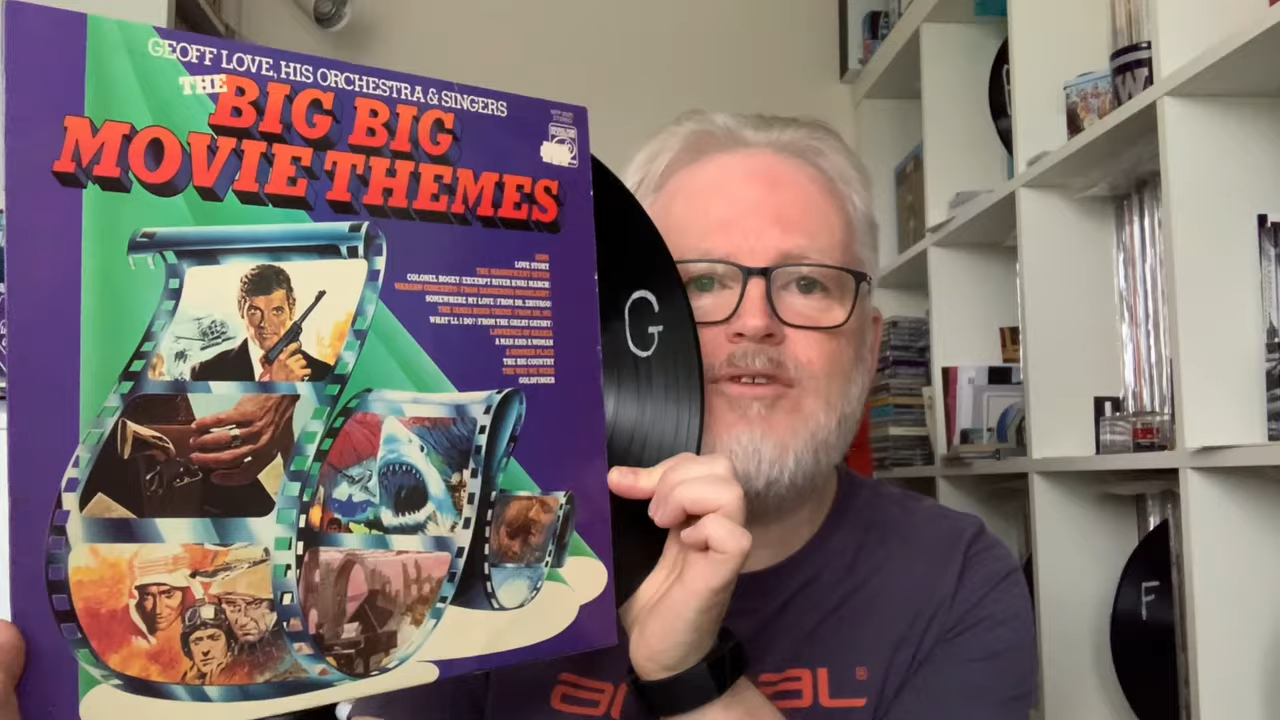 GEOFF LOVE, HIS ORCHESTRA & SINGERS
THE BIG BIG
MOVIE THEMES
STEREO
JAWS
LOVE STORY
THE MAGNIFICENT SEVEN
COLONEL BOGEY (EXCERPT RIVER KWAI MARCH)
WARSAW CONCERTO (FROM DANGEROUS MOONLIGHT)
SOMEWHERE MY LOVE (FROM DR. ZHIVAGO)
THE JAMES BOND THEME (FROM DR. NO)
WHAT'LL I DO? (FROM THE GREAT GATSBY)
LAWRENCE OF ARABIA
A MAN AND A WOMAN
A SUMMER PLACE
THE BIG COUNTRY
THE WAY WE WERE
GOLDFINGER
G
W
F